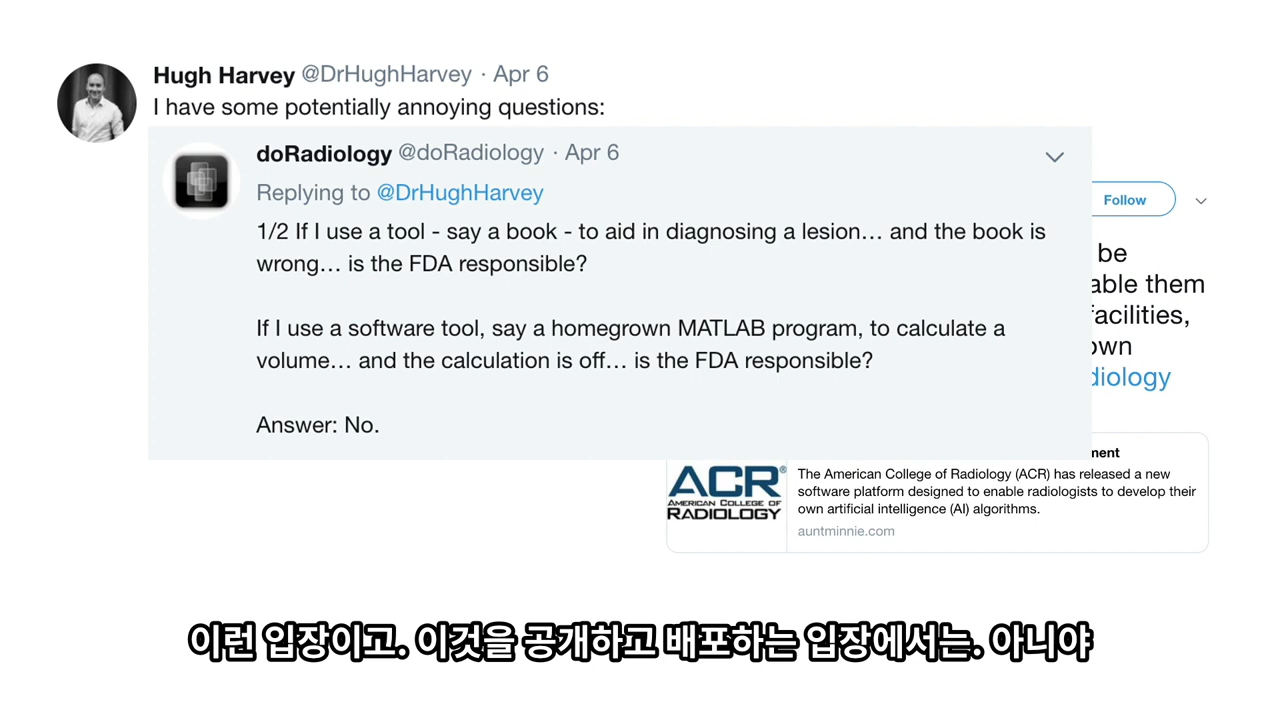 Hugh Harvey @DrHughHarvey · Apr 6
I have some potentially annoying questions:
doRadiology @doRadiology · Apr 6
Replying to @DrHughHarvey
1/2 If I use a tool - say a book - to aid in diagnosing a lesion… and the book is
wrong… is the FDA responsible?
If I use a software tool, say a homegrown MATLAB program, to calculate a
volume… and the calculation is off… is the FDA responsible?
Answer: No.
Follow
be
able them
facilities,
own
diology
ment
The American College of Radiology (ACR) has released a new
software platform designed to enable radiologists to develop their
own artificial intelligence (AI) algorithms.
auntminnie.com
ACR®
AMERICAN COLLEGE OF
RADIOLOGY
이런 입장이고. 이것을 공개하고 배포하는 입장에서는. 아니야